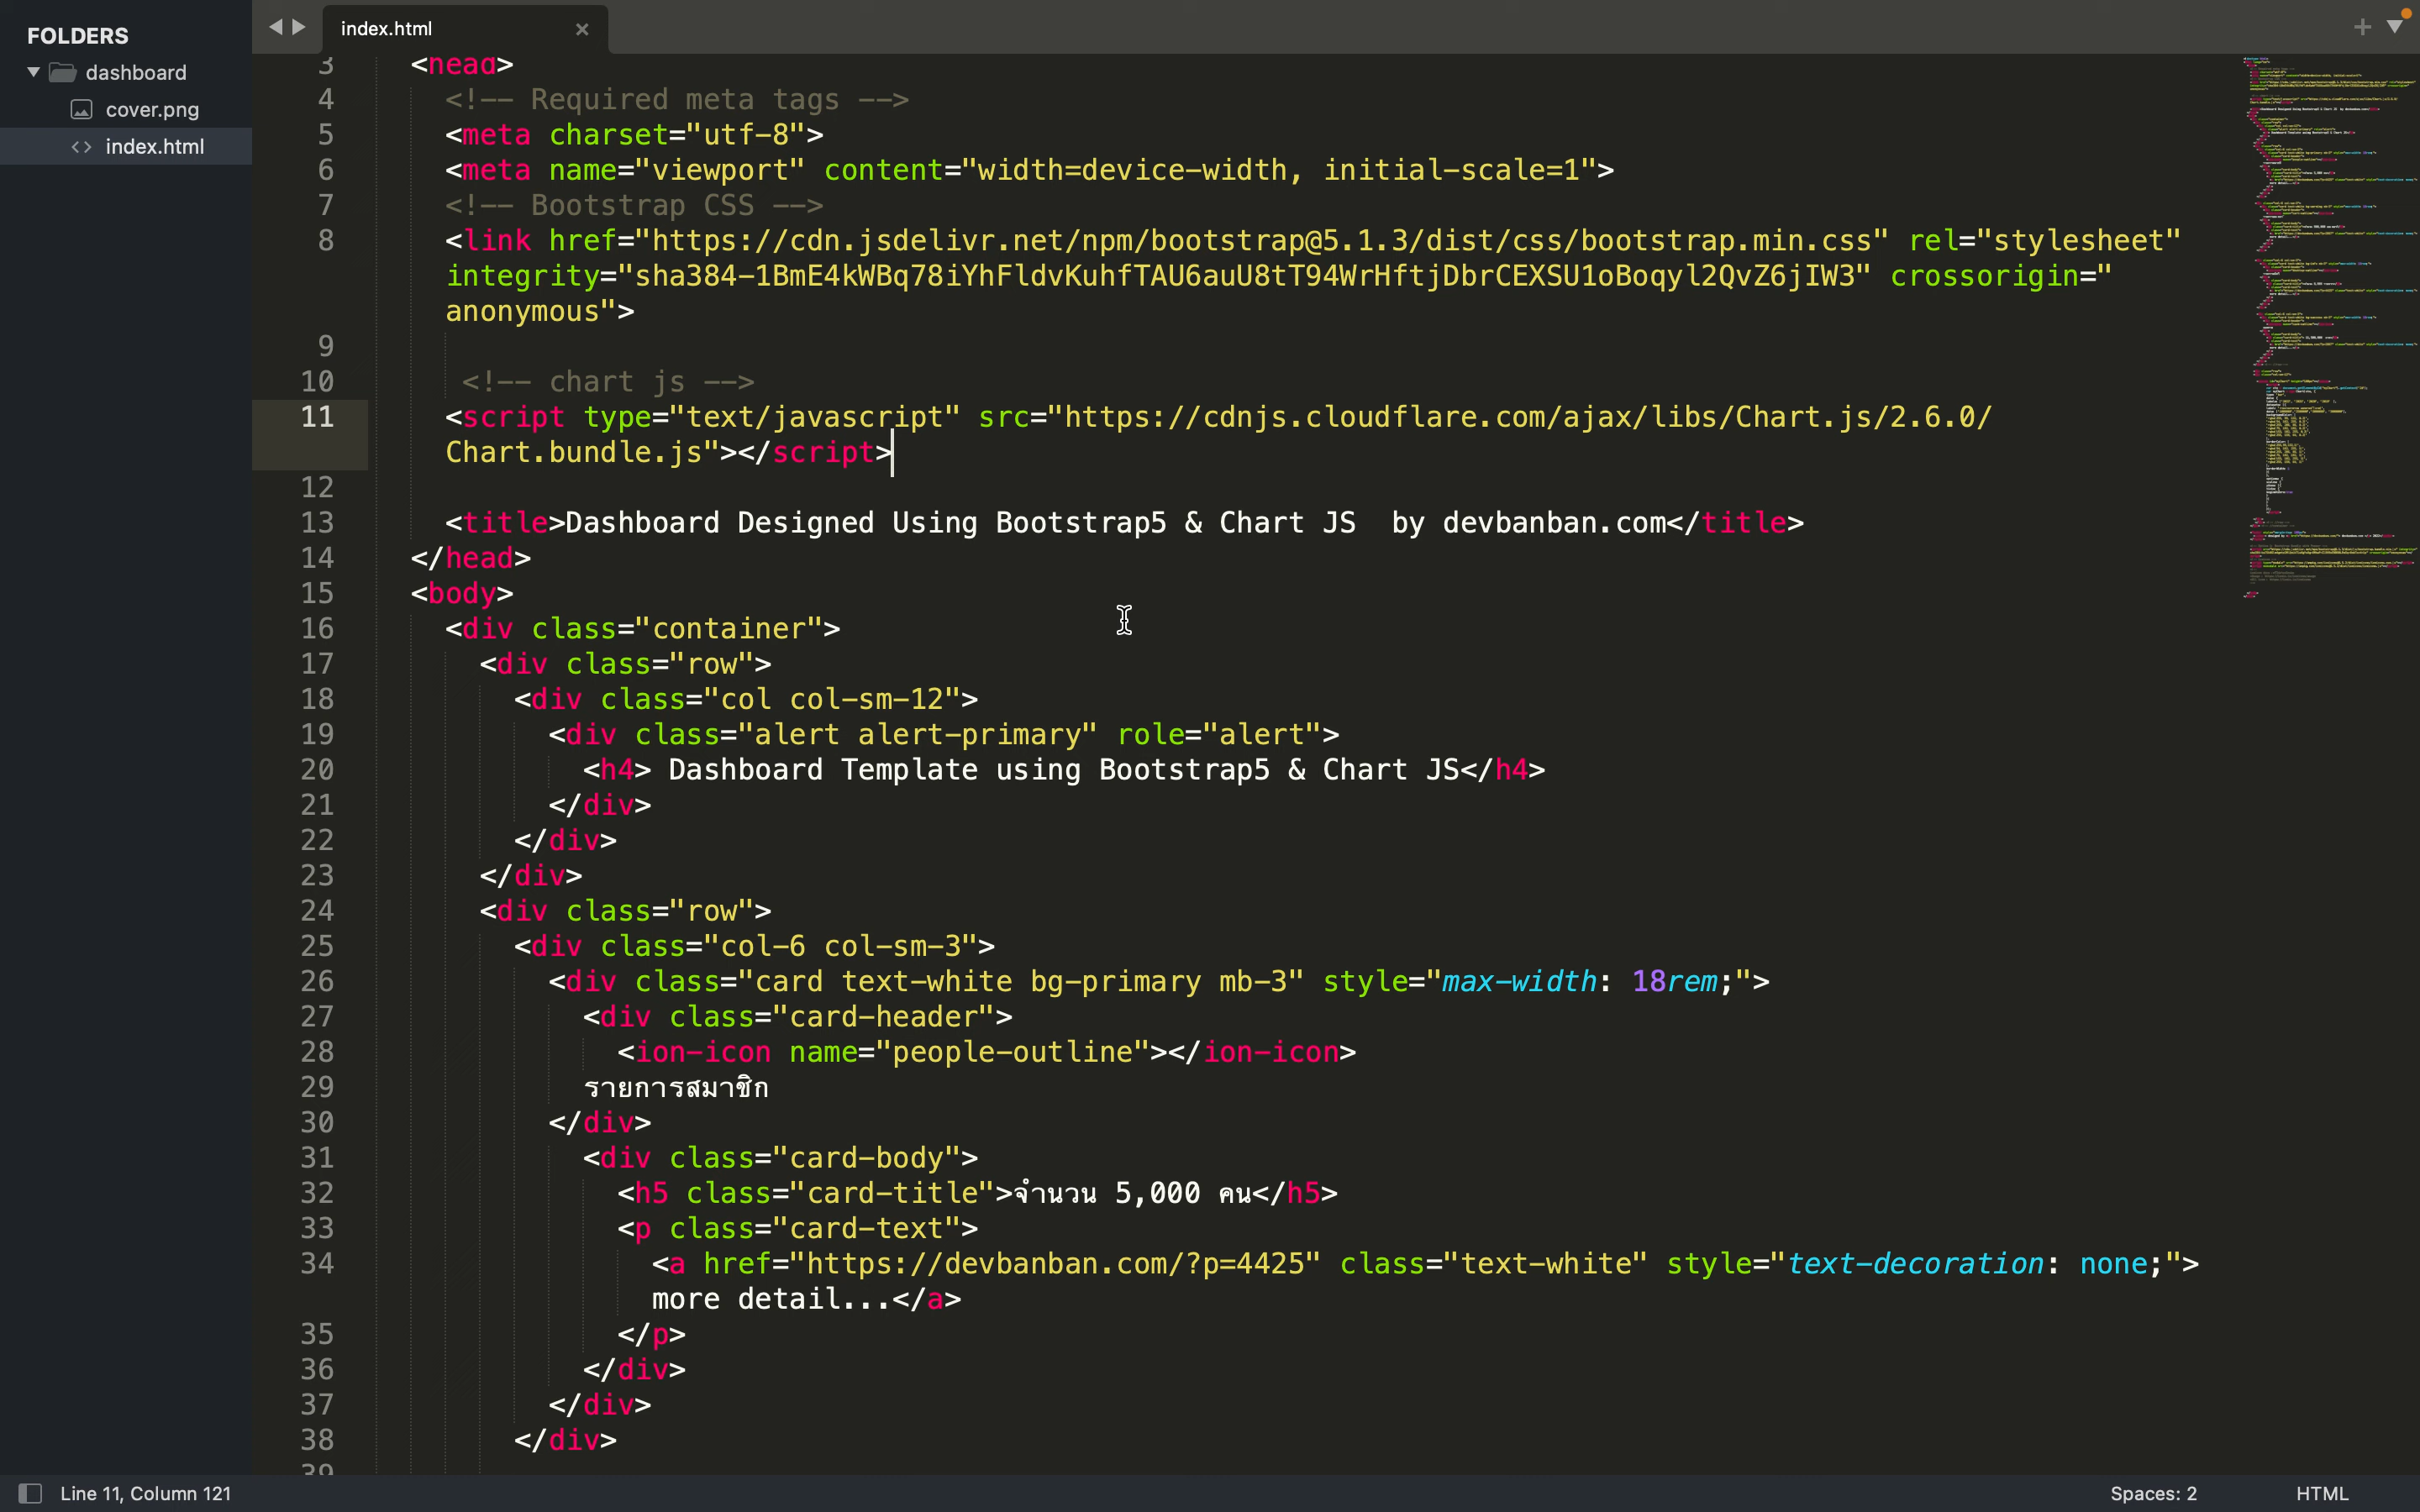 FOLDERS
dashboard
cover.png
index.html
index.html
3 <head>
4 <!-- Required meta tags -->
5 <meta charset="utf-8">
6 <meta name="viewport" content="width=device-width, initial-scale=1">
7 <!-- Bootstrap CSS -->
8 <link href="https://cdn.jsdelivr.net/npm/bootstrap@5.1.3/dist/css/bootstrap.min.css" rel="stylesheet"
integrity="sha384-1BmE4kWBq78iYhFldvKuhfTAU6auU8tT94WrHftjDbrCEXSU1oBoqyl2QvZ6jIW3" crossorigin="
anonymous">
9
10 <!-- chart js -->
11 <script type="text/javascript" src="https://cdnjs.cloudflare.com/ajax/libs/Chart.js/2.6.0/
Chart.bundle.js"></script>
12
13 <title>Dashboard Designed Using Bootstrap5 & Chart JS  by devbanban.com</title>
14 </head>
15 <body>
16 <div class="container">
17 <div class="row">
18 <div class="col col-sm-12">
19 <div class="alert alert-primary" role="alert">
20 <h4> Dashboard Template using Bootstrap5 & Chart JS</h4>
21 </div>
22 </div>
23 </div>
24 <div class="row">
25 <div class="col-6 col-sm-3">
26 <div class="card text-white bg-primary mb-3" style="max-width: 18rem;">
27 <div class="card-header">
28 <ion-icon name="people-outline"></ion-icon>
29 รายการสมาชิก
30 </div>
31 <div class="card-body">
32 <h5 class="card-title">จำนวน 5,000 คน</h5>
33 <p class="card-text">
34 <a href="https://devbanban.com/?p=4425" class="text-white" style="text-decoration: none;">
more detail...</a>
35 </p>
36 </div>
37 </div>
38 </div>
39
Line 11, Column 121
Spaces: 2
HTML